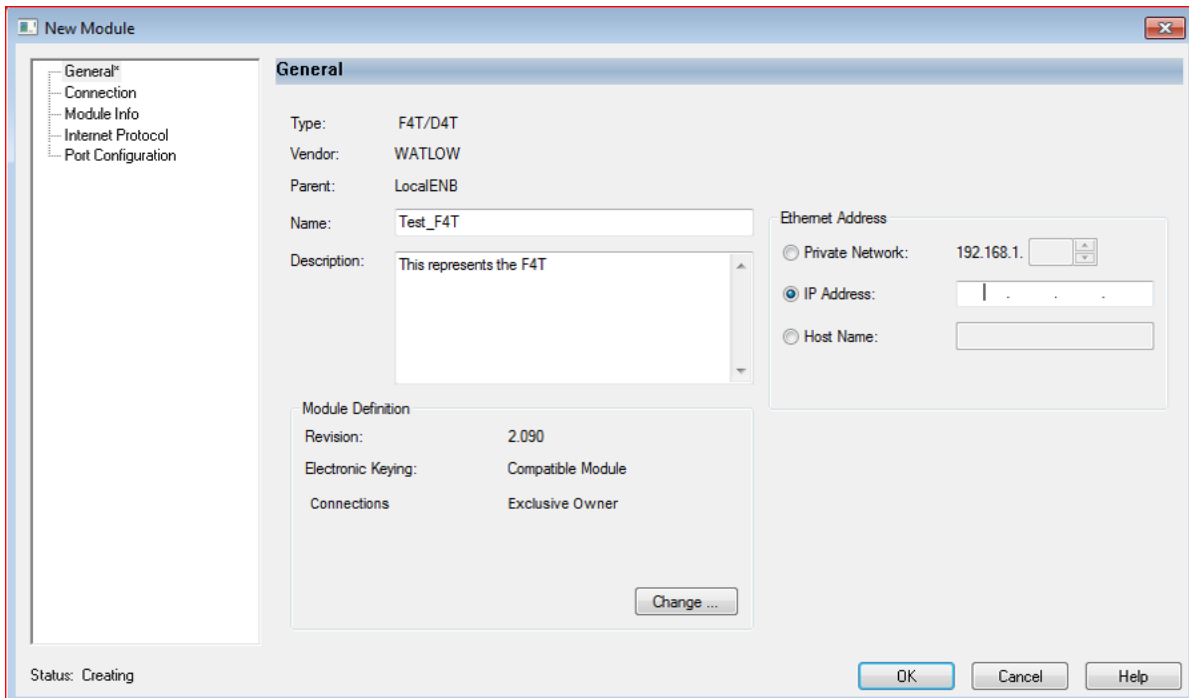 New Module
General*
Connection
Module Info
Internet Protocol
Port Configuration
General
Type: F4T/D4T
Vendor: WATLOW
Parent: LocalENB
Name: Test_F4T
Description: This represents the F4T
Ethernet Address
Private Network: 192.168.1.
IP Address: . . .
Host Name:
Module Definition
Revision: 2.090
Electronic Keying: Compatible Module
Connections Exclusive Owner
Change ...
Status: Creating
OK Cancel Help